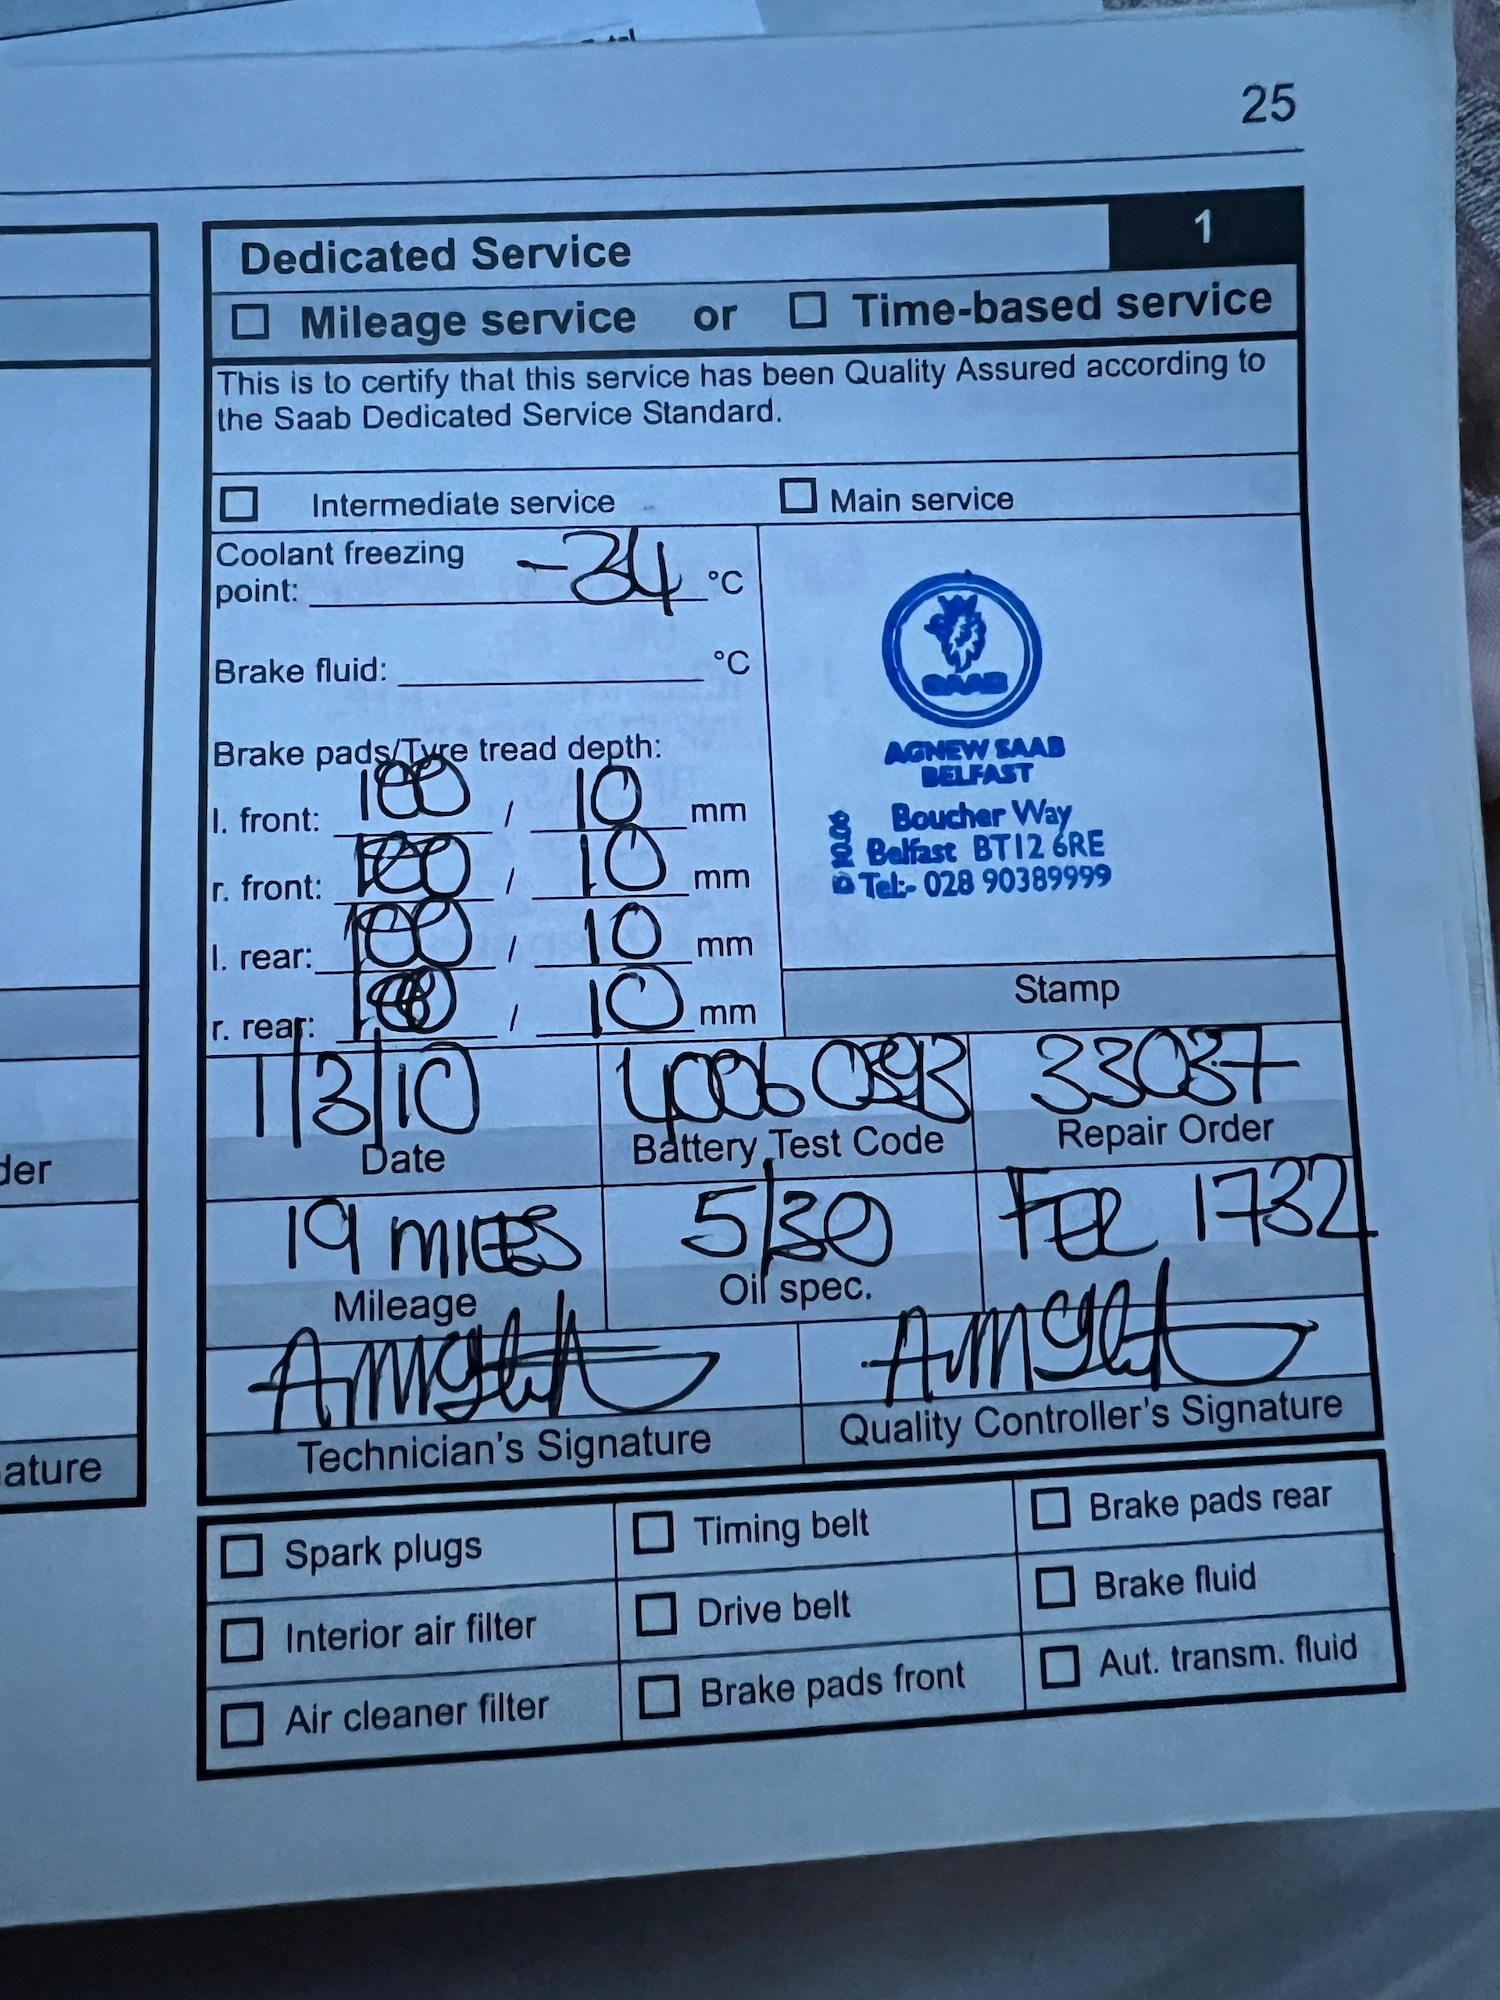 25
Dedicated Service 1
☐ Mileage service or ☐ Time-based service
This is to certify that this service has been Quality Assured according to
the Saab Dedicated Service Standard.
☐ Intermediate service ☐ Main service
Coolant freezing
point: -34 °C
Brake fluid: °C
Brake pads/Tyre tread depth:
l. front: 100 / 10 mm
r. front: 100 / 10 mm
l. rear: 100 / 10 mm
r. rear: 100 / 10 mm
SAAB
AGNEW SAAB
BELFAST
Boucher Way
Belfast BT12 6RE
Tel:- 028 90389999
Stamp
1/3/10 33037
Date Battery Test Code Repair Order
der
19 MILES 5/30 1732
Mileage Oil spec.
Technician's Signature Quality Controller's Signature
ature
☐ Spark plugs ☐ Timing belt ☐ Brake pads rear
☐ Interior air filter ☐ Drive belt ☐ Brake fluid
☐ Air cleaner filter ☐ Brake pads front ☐ Aut. transm. fluid